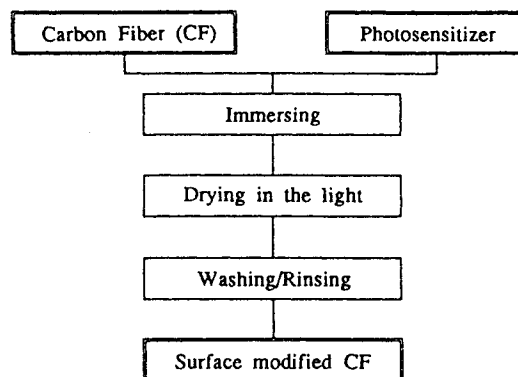 Carbon Fiber (CF)
Photosensitizer
Immersing
Drying in the light
Washing/Rinsing
Surface modified CF